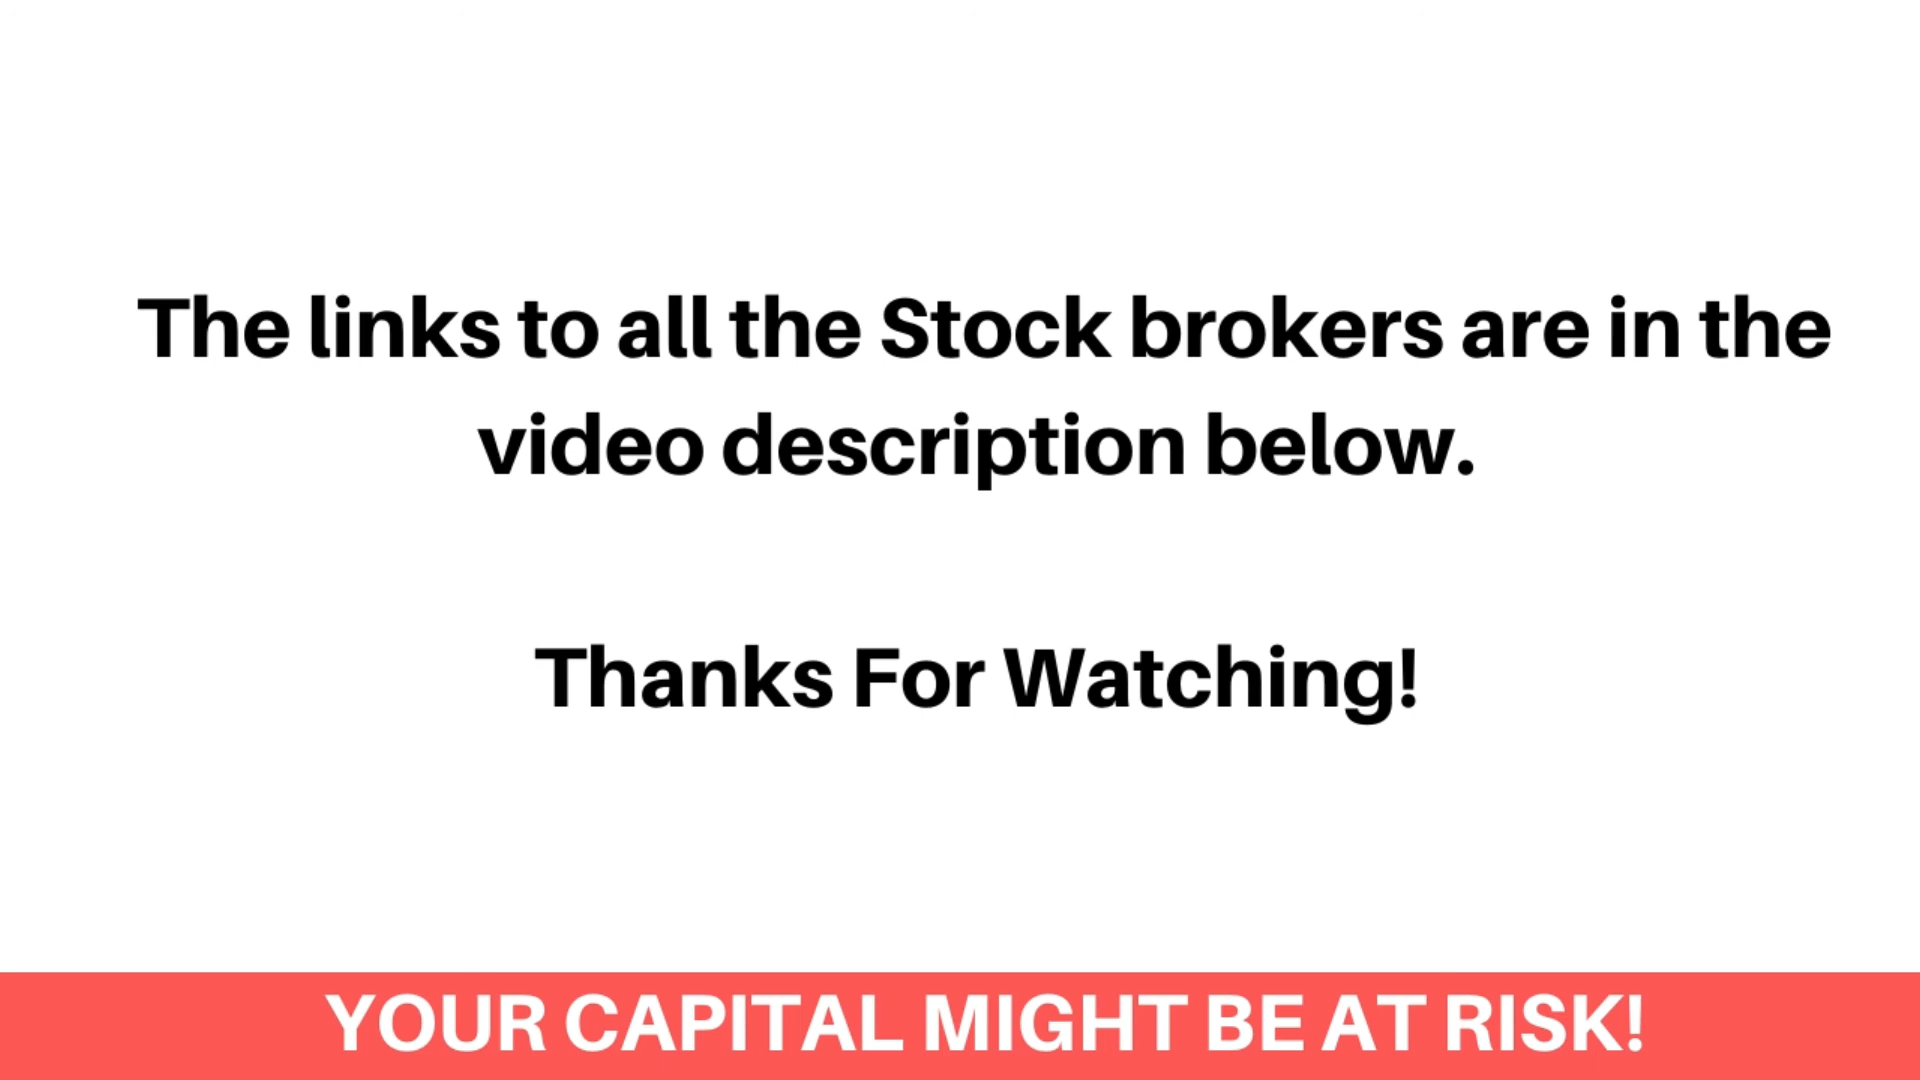 The links to all the Stock brokers are in the
video description below.
Thanks For Watching!
YOUR CAPITAL MIGHT BE AT RISK!